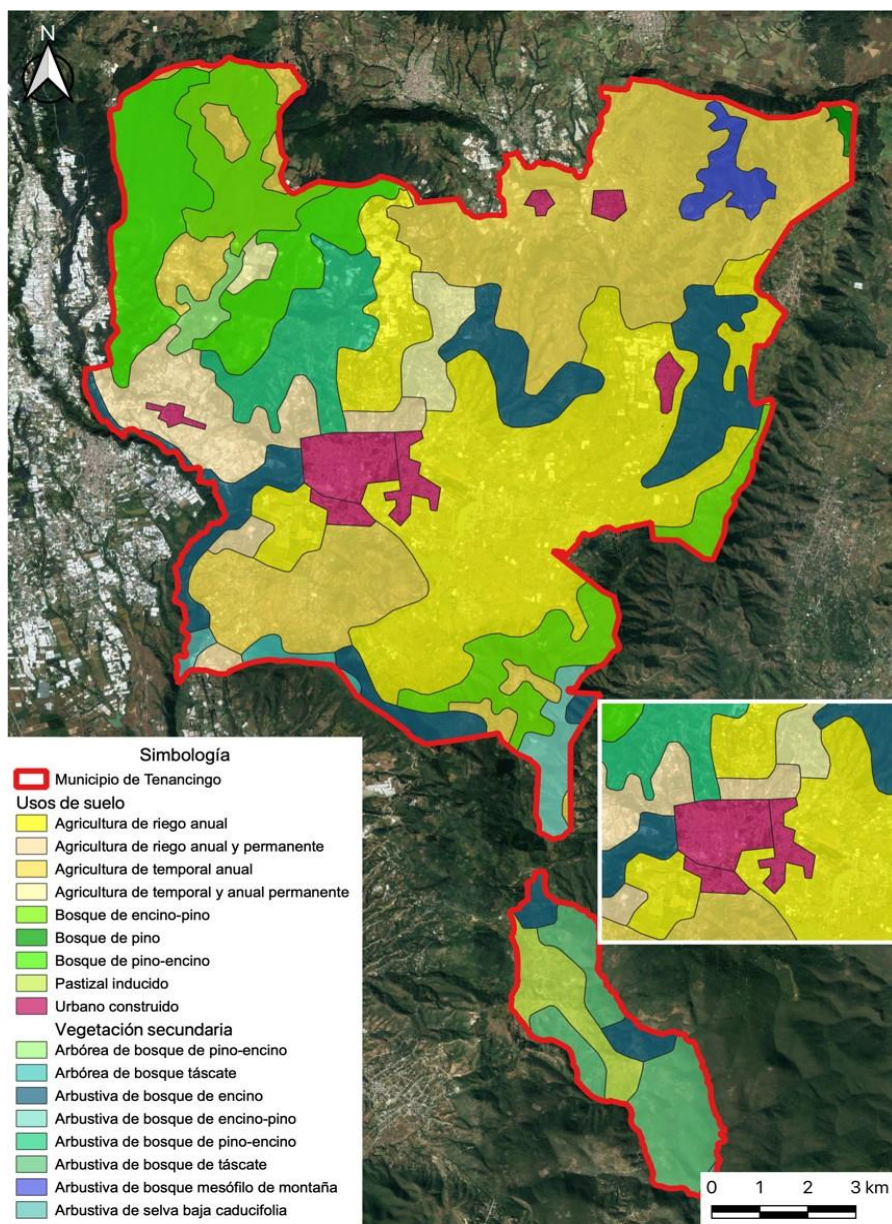 N
Simbología
Municipio de Tenancingo
Usos de suelo
Agricultura de riego anual
Agricultura de riego anual y permanente
Agricultura de temporal anual
Agricultura de temporal y anual permanente
Bosque de encino-pino
Bosque de pino
Bosque de pino-encino
Pastizal inducido
Urbano construido
Vegetación secundaria
Arbórea de bosque de pino-encino
Arbórea de bosque táscate
Arbustiva de bosque de encino
Arbustiva de bosque de encino-pino
Arbustiva de bosque de pino-encino
Arbustiva de bosque de táscate
Arbustiva de bosque mesófilo de montaña
Arbustiva de selva baja caducifolia
0 1 2 3 km